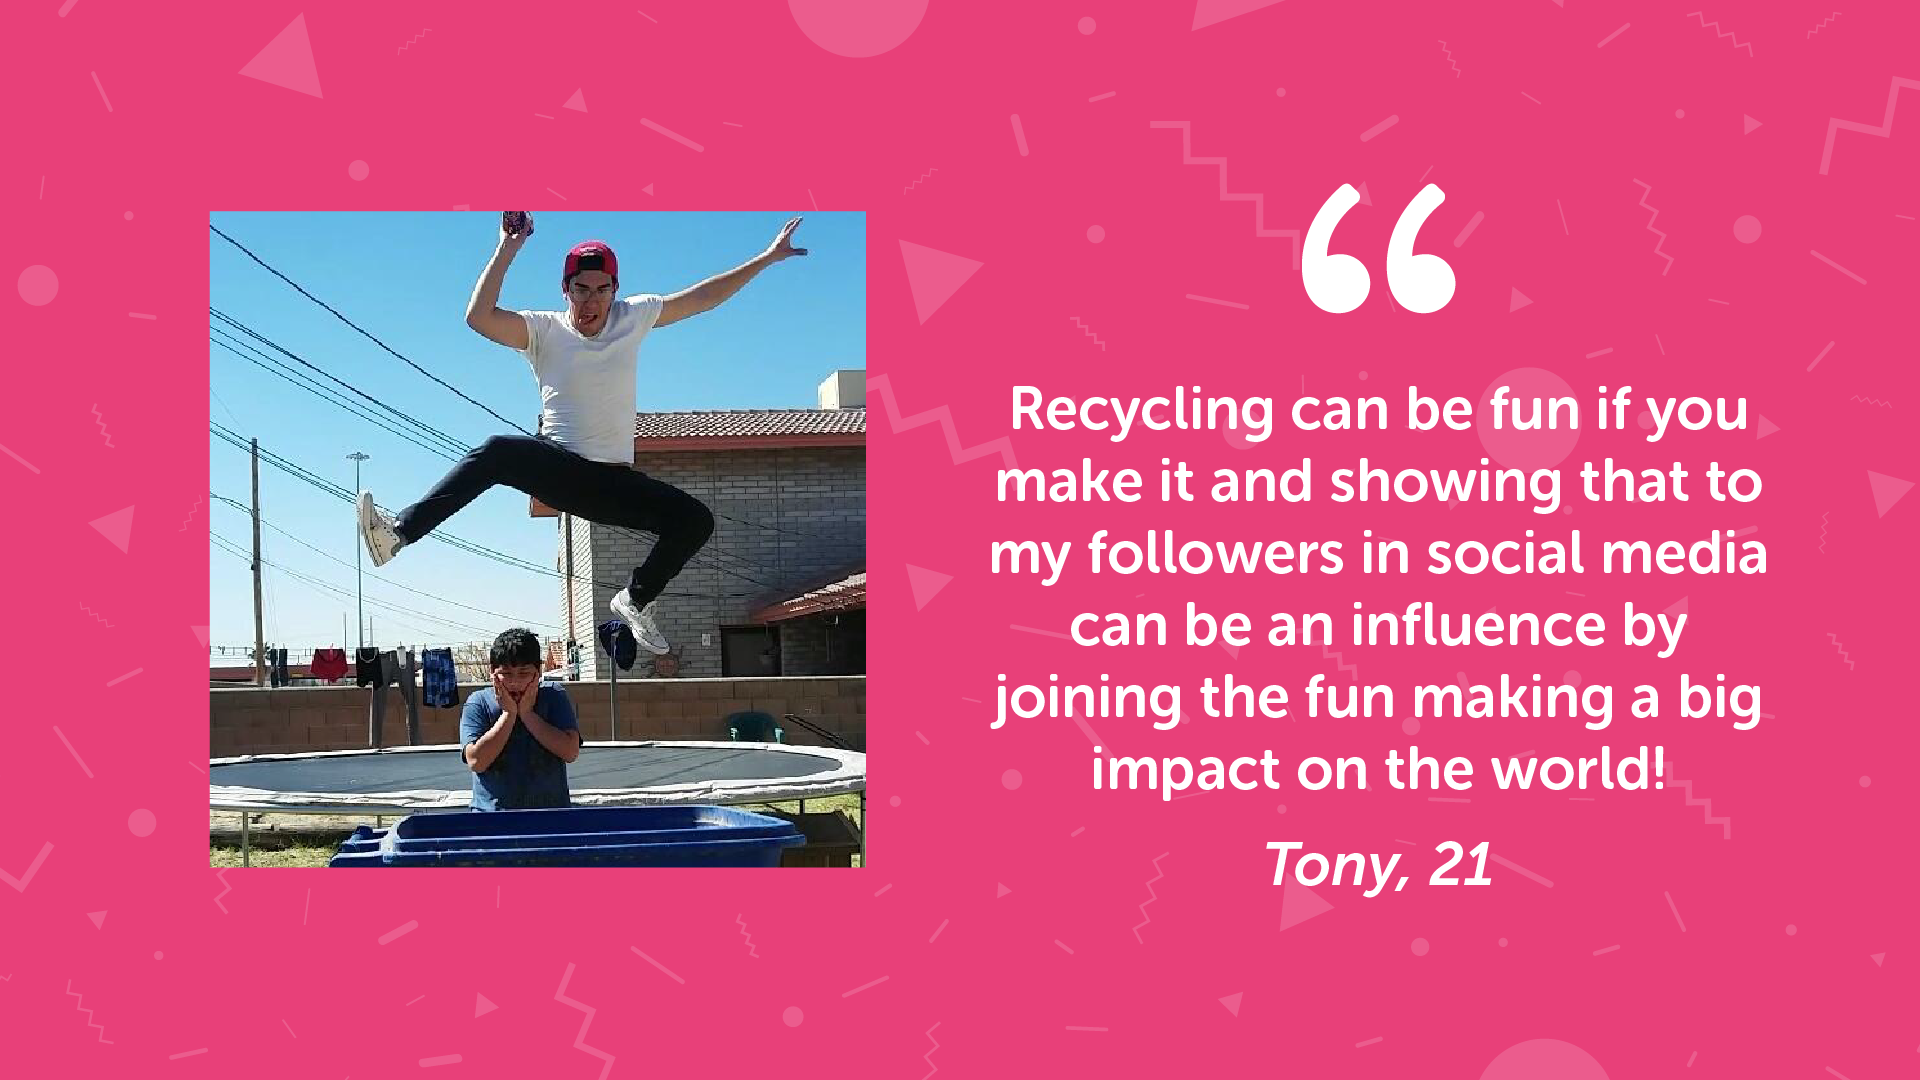 “
Recycling can be fun if you
make it and showing that to
my followers in social media
can be an influence by
joining the fun making a big
impact on the world!
Tony, 21